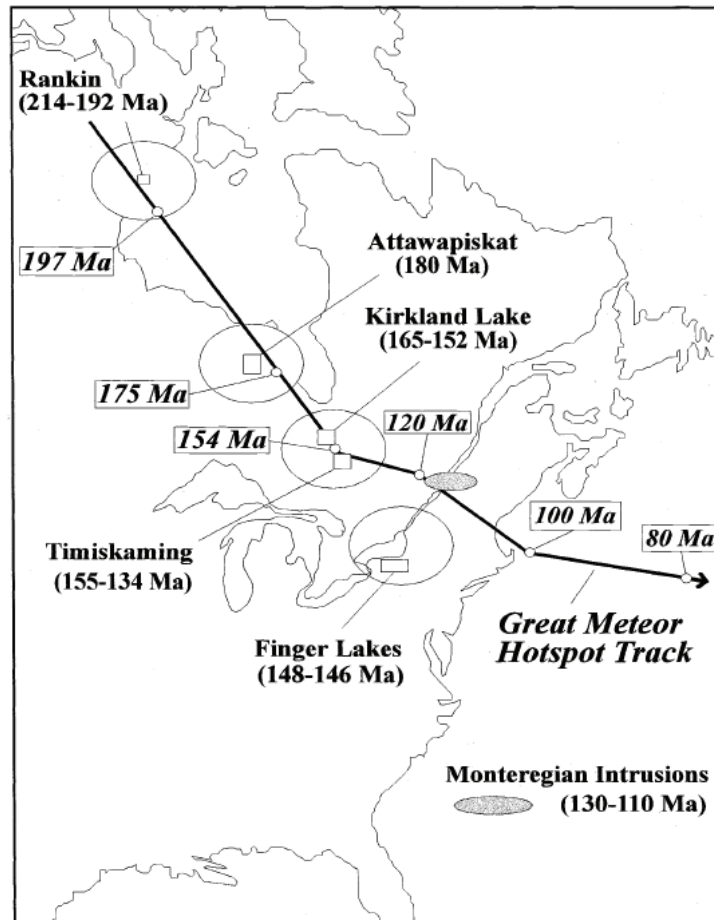 Rankin
(214-192 Ma)
197 Ma
Attawapiskat
(180 Ma)
Kirkland Lake
(165-152 Ma)
175 Ma
154 Ma
120 Ma
100 Ma
80 Ma
Timiskaming
(155-134 Ma)
Finger Lakes
(148-146 Ma)
Great Meteor
Hotspot Track
Monteregian Intrusions
(130-110 Ma)